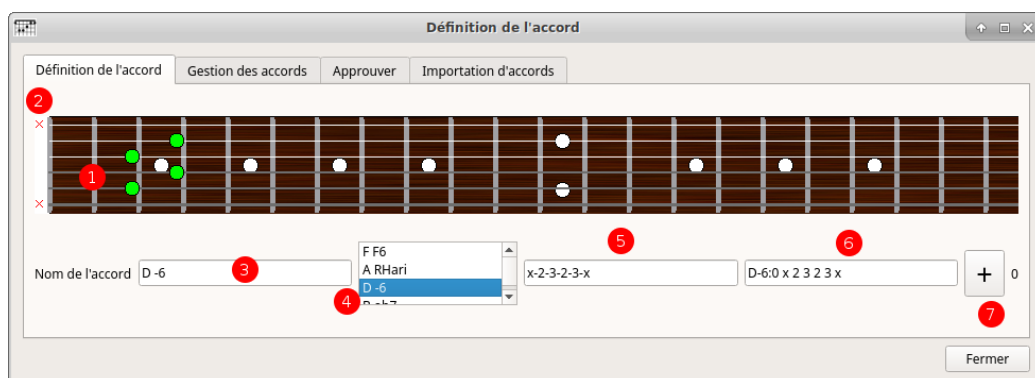 Définition de l'accord
Définition de l'accord Gestion des accords Approuver Importation d'accords
2
×
1
×
5
6
F F6
A RHari
Nom de l'accord D -6 3 D -6 x-2-3-2-3-x D-6:0 x 2 3 2 3 x + 0
4
7
Fermer